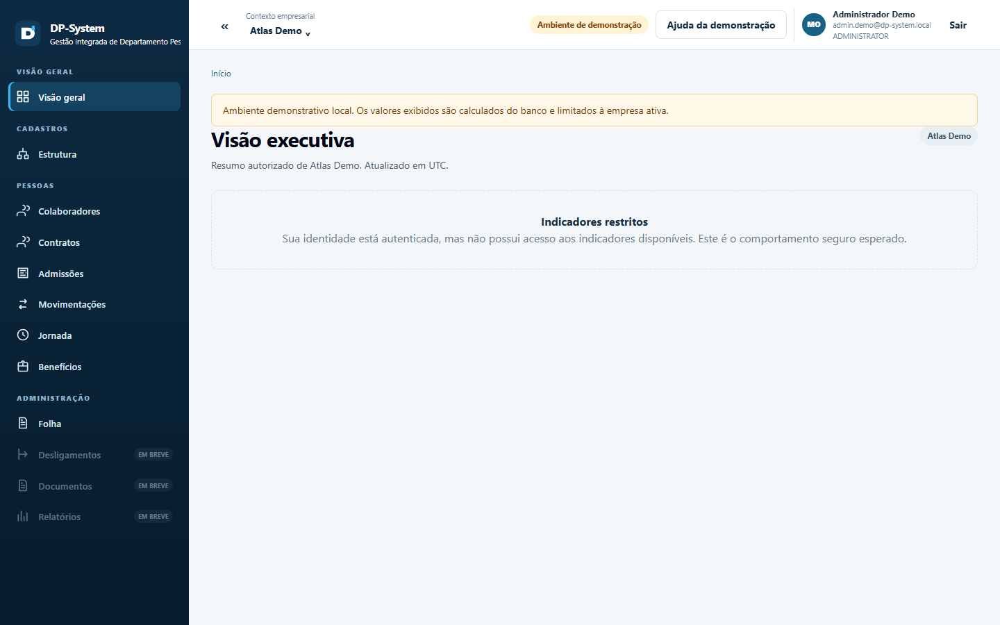 DP-System
Gestão integrada de Departamento Pes
VISÃO GERAL
Visão geral
CADASTROS
Estrutura
PESSOAS
Colaboradores
Contratos
Admissões
Movimentações
Jornada
Benefícios
ADMINISTRAÇÃO
Folha
Desligamentos EM BREVE
Documentos EM BREVE
Relatórios EM BREVE
«
Contexto empresarial
Atlas Demo
Ambiente de demonstração
Ajuda da demonstração
MO
Administrador Demo
admin.demo@dp-system.local
ADMINISTRATOR
Sair
Início
Ambiente demonstrativo local. Os valores exibidos são calculados do banco e limitados à empresa ativa.
Visão executiva
Atlas Demo
Resumo autorizado de Atlas Demo. Atualizado em UTC.
Indicadores restritos
Sua identidade está autenticada, mas não possui acesso aos indicadores disponíveis. Este é o comportamento seguro esperado.